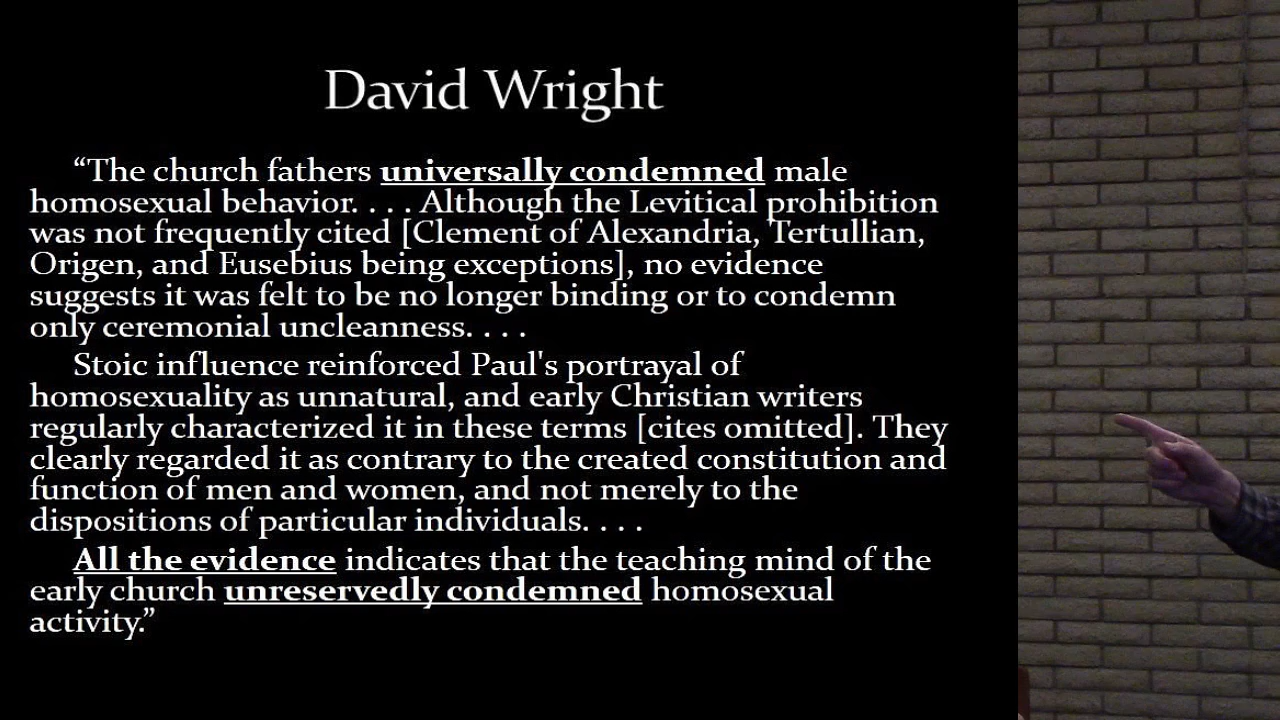 David Wright
“The church fathers universally condemned male
homosexual behavior. . . . Although the Levitical prohibition
was not frequently cited [Clement of Alexandria, Tertullian,
Origen, and Eusebius being exceptions], no evidence
suggests it was felt to be no longer binding or to condemn
only ceremonial uncleanness. . . .
Stoic influence reinforced Paul's portrayal of
homosexuality as unnatural, and early Christian writers
regularly characterized it in these terms [cites omitted]. They
clearly regarded it as contrary to the created constitution and
function of men and women, and not merely to the
dispositions of particular individuals. . . .
All the evidence indicates that the teaching mind of the
early church unreservedly condemned homosexual
activity.”